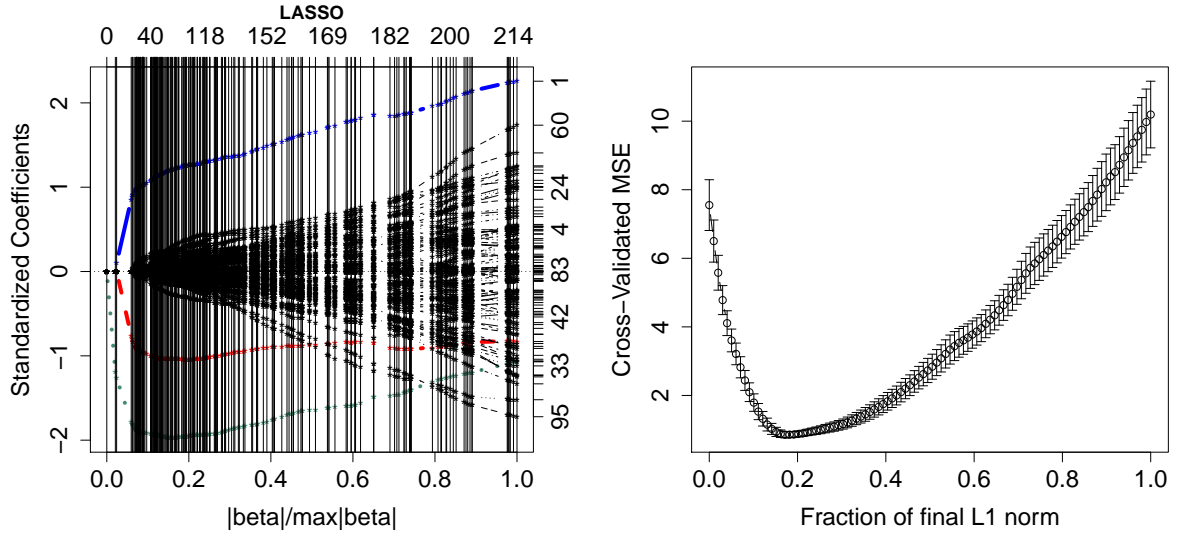 LASSO
0 40 118 152 169 182 200 214
Standardized Coefficients
2
1
0
−1
−2
1
60
24
4
83
42
33
95
0.0 0.2 0.4 0.6 0.8 1.0
|beta|/max|beta|
Cross−Validated MSE
10
8
6
4
2
0.0 0.2 0.4 0.6 0.8 1.0
Fraction of final L1 norm